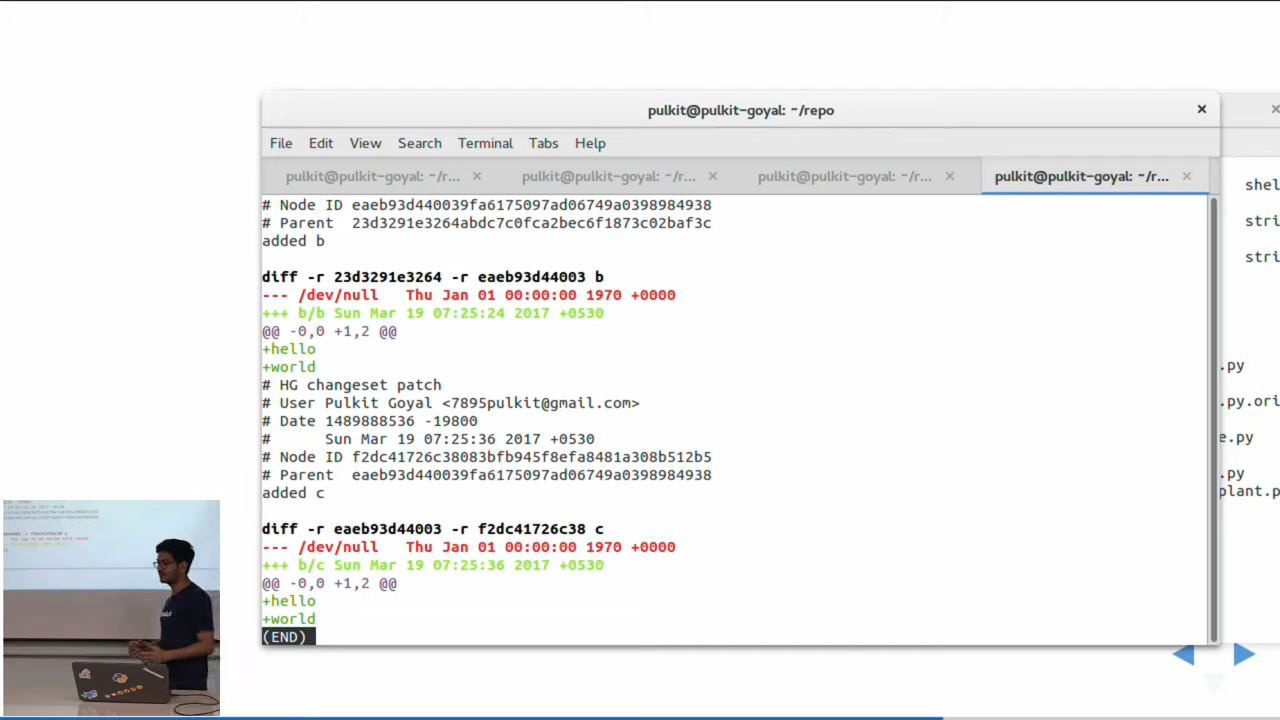 pulkit@pulkit-goyal: ~/repo
File Edit View Search Terminal Tabs Help
pulkit@pulkit-goyal: ~/r... pulkit@pulkit-goyal: ~/r... pulkit@pulkit-goyal: ~/r... pulkit@pulkit-goyal: ~/r...
# Node ID eaeb93d440039fa6175097ad06749a0398984938
# Parent  23d3291e3264abdc7c0fca2bec6f1873c02baf3c
added b
diff -r 23d3291e3264 -r eaeb93d44003 b
--- /dev/null   Thu Jan 01 00:00:00 1970 +0000
+++ b/b Sun Mar 19 07:25:24 2017 +0530
@@ -0,0 +1,2 @@
+hello
+world
# HG changeset patch
# User Pulkit Goyal <7895pulkit@gmail.com>
# Date 1489888536 -19800
#      Sun Mar 19 07:25:36 2017 +0530
# Node ID f2dc41726c38083bfb945f8efa8481a308b512b5
# Parent  eaeb93d440039fa6175097ad06749a0398984938
added c
diff -r eaeb93d44003 -r f2dc41726c38 c
--- /dev/null   Thu Jan 01 00:00:00 1970 +0000
+++ b/c Sun Mar 19 07:25:36 2017 +0530
@@ -0,0 +1,2 @@
+hello
+world
(END)
shel
stri
stri
.py
.py.ori
e.py
.py
plant.p